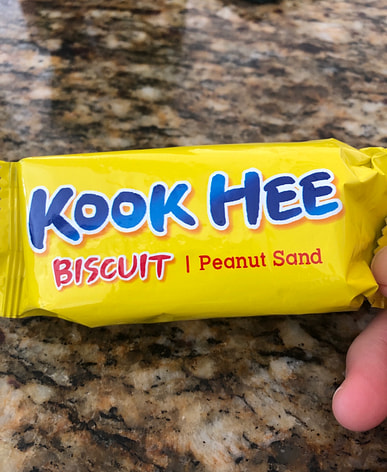 KOOK HEE
BISCUIT | Peanut Sand